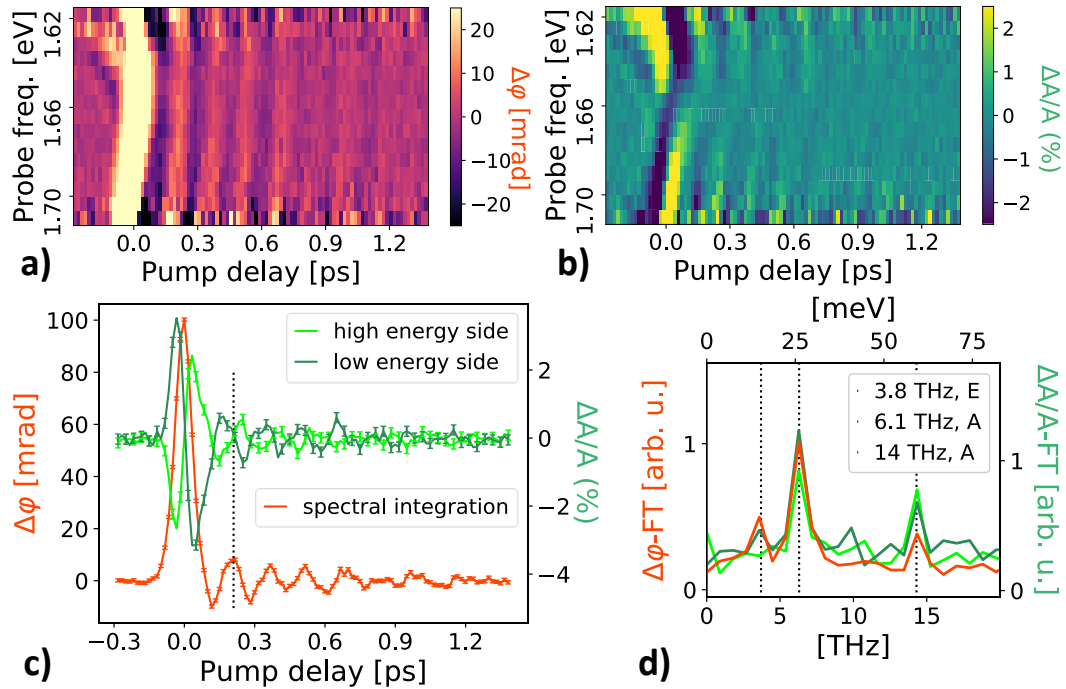 1.62
1.66
1.70
Probe freq. [eV]
0.0
0.3
0.6
0.9
1.2
Pump delay [ps]
a)
20
10
0
−10
−20
Δφ [mrad]
1.62
1.66
1.70
Probe freq. [eV]
0.0
0.3
0.6
0.9
1.2
Pump delay [ps]
b)
2
1
0
−1
−2
ΔA/A (%)
100
80
60
40
20
0
Δφ [mrad]
high energy side
low energy side
spectral integration
2
0
−2
−4
ΔA/A (%)
−0.3
0.0
0.3
0.6
0.9
1.2
Pump delay [ps]
c)
[meV]
0
25
50
75
1
0
Δφ-FT [arb. u.]
3.8 THz, E
6.1 THz, A
14 THz, A
1
0
ΔA/A-FT [arb. u.]
0
5
10
15
[THz]
d)